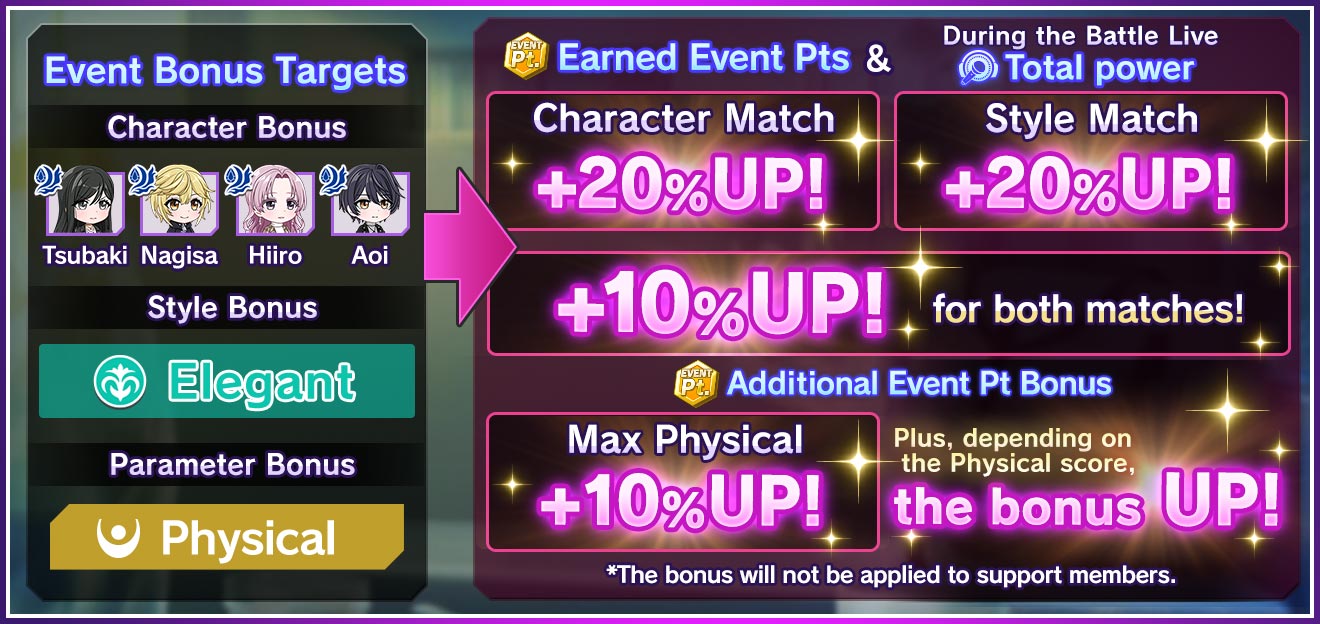 Event Bonus Targets
Character Bonus
Tsubaki Nagisa Hiiro Aoi
Style Bonus
Elegant
Parameter Bonus
Physical
EVENT Pt. Earned Event Pts &
During the Battle Live
Total power
Character Match
+20%UP!
Style Match
+20%UP!
+10%UP! for both matches!
EVENT Pt. Additional Event Pt Bonus
Max Physical
+10%UP!
Plus, depending on
the Physical score,
the bonus UP!
*The bonus will not be applied to support members.